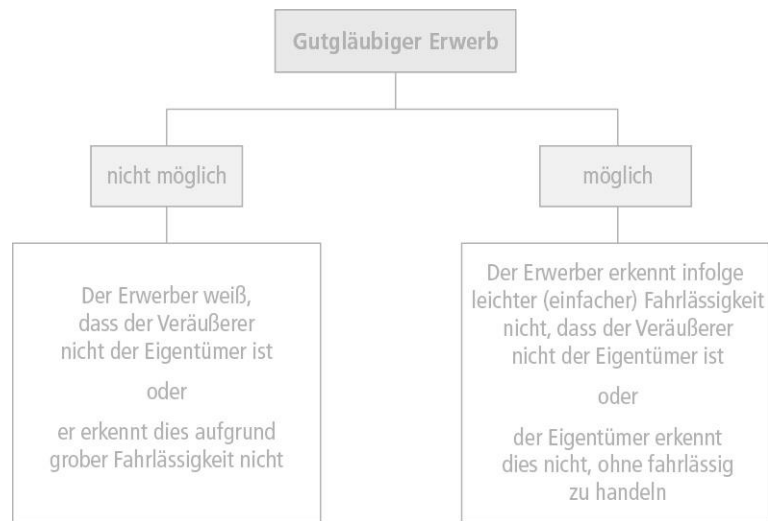 Gutgläubiger Erwerb
nicht möglich
möglich
Der Erwerber weiß,
dass der Veräußerer
nicht der Eigentümer ist
oder
er erkennt dies aufgrund
grober Fahrlässigkeit nicht
Der Erwerber erkennt infolge
leichter (einfacher) Fahrlässigkeit
nicht, dass der Veräußerer
nicht der Eigentümer ist
oder
der Eigentümer erkennt
dies nicht, ohne fahrlässig
zu handeln